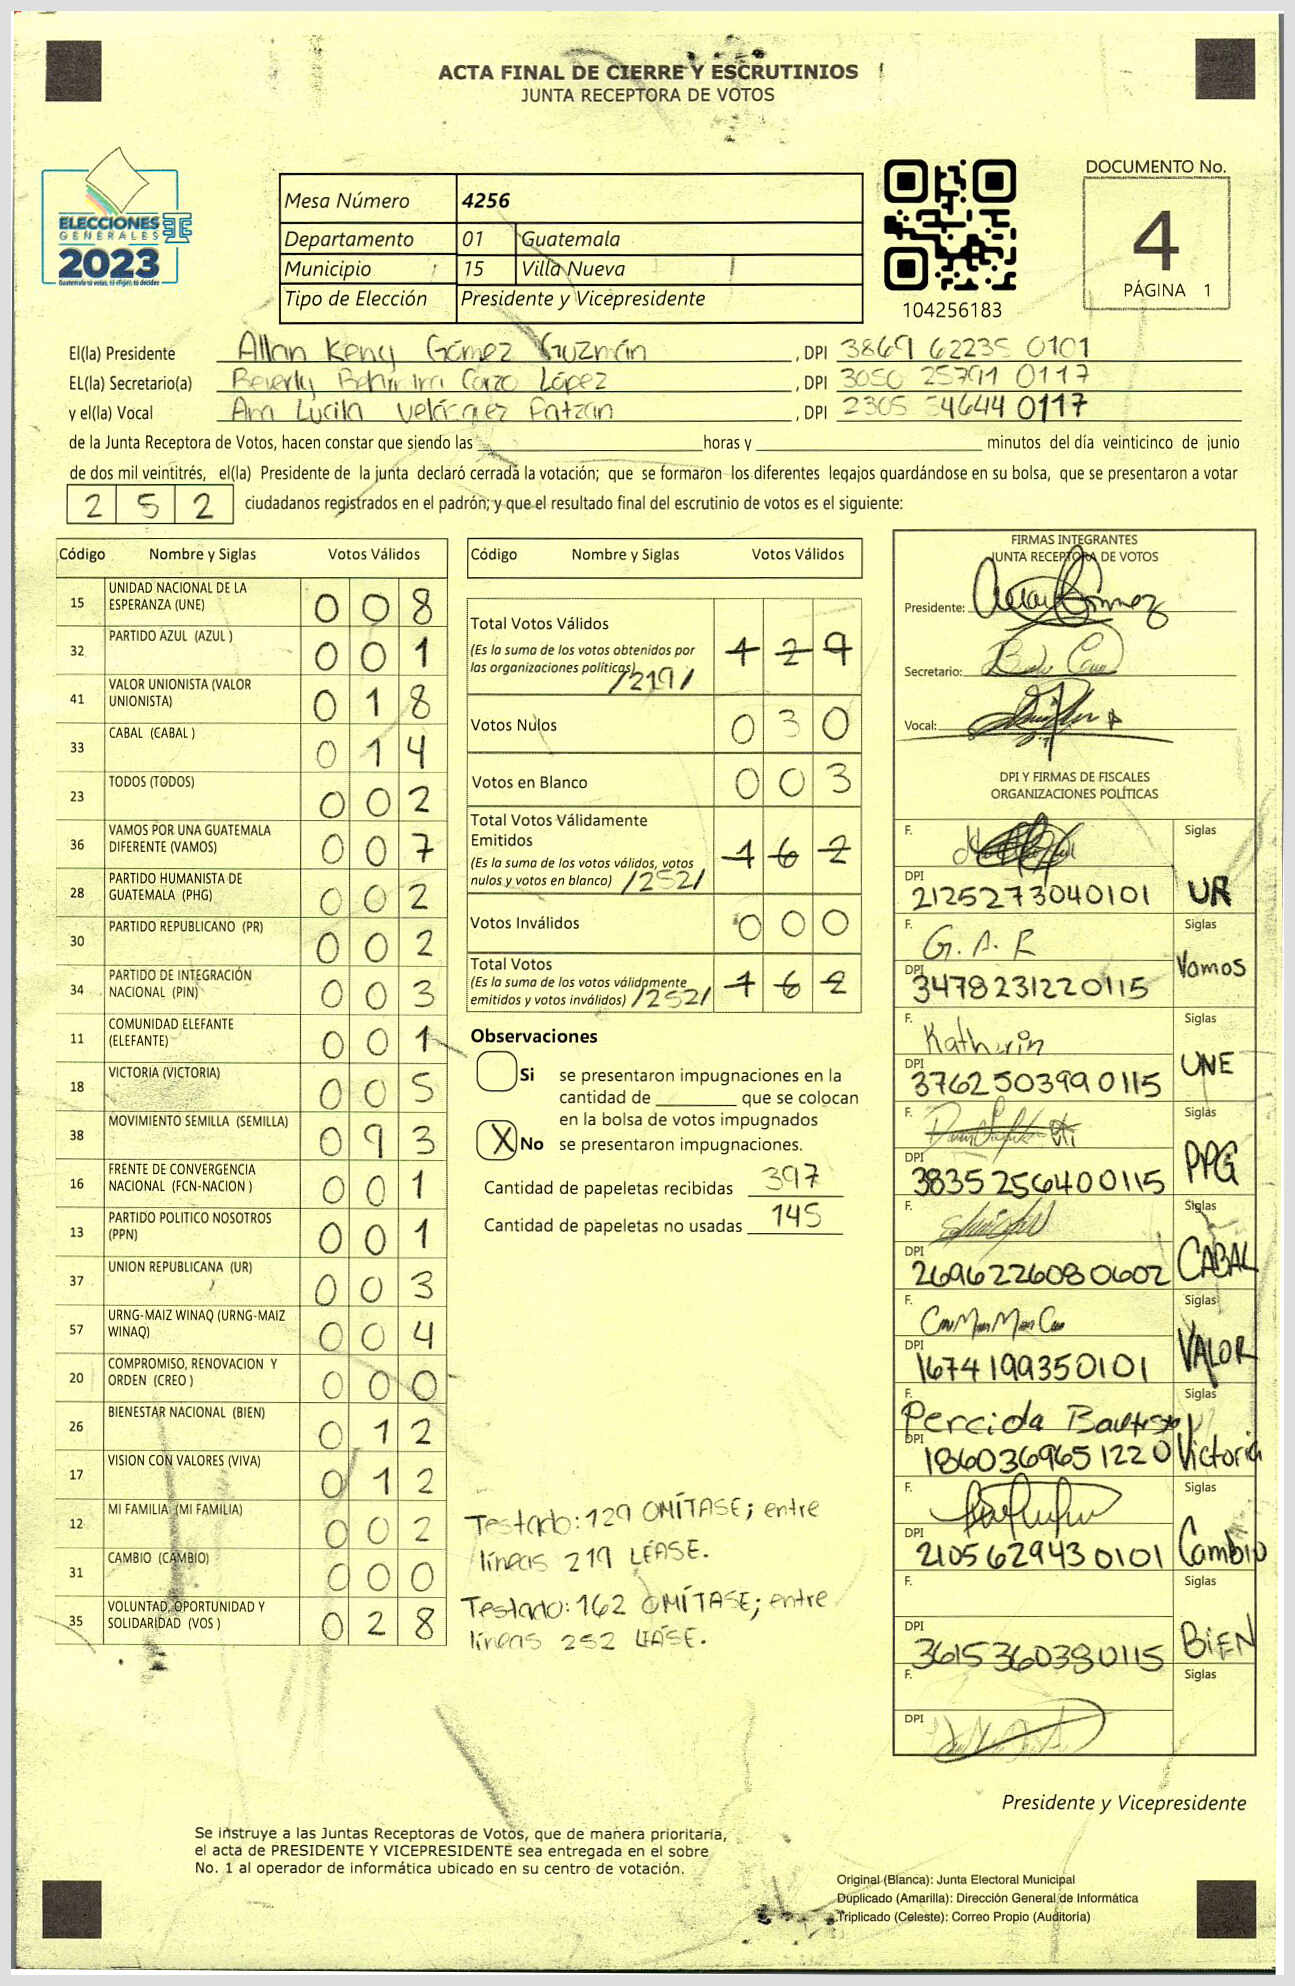 ACTA FINAL DE CIERRE Y ESCRUTINIOS
JUNTA RECEPTORA DE VOTOS
ELECCIONES
GENERALES
2023
Guatemala tú votas, tú eliges, tú decides
Mesa Número 4256
Departamento 01 Guatemala
Municipio 15 Villa Nueva
Tipo de Elección Presidente y Vicepresidente
104256183
DOCUMENTO No.
4
PÁGINA 1
El(la) Presidente Allan Keny Gómez Guzmán , DPI 3869 62235 0101
EL(la) Secretario(a) Beverly Corzo López , DPI 3050 25791 0117
y el(la) Vocal Ana Lucila Velásquez Patzan , DPI 2305 54644 0117
de la Junta Receptora de Votos, hacen constar que siendo las horas y minutos del día veinticinco de junio
de dos mil veintitrés, el(la) Presidente de la junta declaró cerrada la votación; que se formaron los diferentes legajos quardándose en su bolsa, que se presentaron a votar
2 5 2 ciudadanos registrados en el padrón; y que el resultado final del escrutinio de votos es el siguiente:
Código Nombre y Siglas Votos Válidos
15 UNIDAD NACIONAL DE LA ESPERANZA (UNE) 0 0 8
32 PARTIDO AZUL (AZUL ) 0 0 1
41 VALOR UNIONISTA (VALOR UNIONISTA) 0 1 8
33 CABAL (CABAL ) 0 1 4
23 TODOS (TODOS) 0 0 2
36 VAMOS POR UNA GUATEMALA DIFERENTE (VAMOS) 0 0 7
28 PARTIDO HUMANISTA DE GUATEMALA (PHG) 0 0 2
30 PARTIDO REPUBLICANO (PR) 0 0 2
34 PARTIDO DE INTEGRACIÓN NACIONAL (PIN) 0 0 3
11 COMUNIDAD ELEFANTE (ELEFANTE) 0 0 1
18 VICTORIA (VICTORIA) 0 0 5
38 MOVIMIENTO SEMILLA (SEMILLA) 0 9 3
16 FRENTE DE CONVERGENCIA NACIONAL (FCN-NACION ) 0 0 1
13 PARTIDO POLITICO NOSOTROS (PPN) 0 0 1
37 UNION REPUBLICANA (UR) 0 0 3
57 URNG-MAIZ WINAQ (URNG-MAIZ WINAQ) 0 0 4
20 COMPROMISO, RENOVACION Y ORDEN (CREO ) 0 0 0
26 BIENESTAR NACIONAL (BIEN) 0 1 2
17 VISION CON VALORES (VIVA) 0 1 2
12 MI FAMILIA (MI FAMILIA) 0 0 2
31 CAMBIO (CAMBIO) 0 0 0
35 VOLUNTAD, OPORTUNIDAD Y SOLIDARIDAD (VOS ) 0 2 8
Código Nombre y Siglas Votos Válidos
Total Votos Válidos 1 2 9
(Es la suma de los votos obtenidos por
las organizaciones políticas) /219/
Votos Nulos 0 3 0
Votos en Blanco 0 0 3
Total Votos Válidamente
Emitidos 1 6 2
(Es la suma de los votos válidos, votos
nulos y votos en blanco) /252/
Votos Inválidos 0 0 0
Total Votos 1 6 2
(Es la suma de los votos válidamente
emitidos y votos inválidos) /252/
Observaciones
Si se presentaron impugnaciones en la
cantidad de que se colocan
en la bolsa de votos impugnados
X No se presentaron impugnaciones.
Cantidad de papeletas recibidas 397
Cantidad de papeletas no usadas 145
Testado: 129 OMÍTASE; entre
líneas 219 LEASE.
Testado: 162 OMÍTASE; entre
líneas 252 LEASE.
FIRMAS INTEGRANTES
JUNTA RECEPTORA DE VOTOS
Presidente:
Secretario:
Vocal:
DPI Y FIRMAS DE FISCALES
ORGANIZACIONES POLÍTICAS
F. Siglas
DPI 2125273040101 UR
F. G. A. R Siglas
DPI 3478231220115 Vamos
F. Katherin Siglas
DPI 3762503990115 UNE
F. Siglas
DPI 3835256400115 PPG
F. Siglas
DPI 2696226080602 CABAL
F. Siglas
DPI 1674199350101 VALOR
F. Percida Bautista Siglas
DPI 1860369651220 Victoria
F. Siglas
DPI 2105629430101 Cambio
F. Siglas
DPI 3615360380115 BiEN
F. Siglas
DPI
Presidente y Vicepresidente
Se instruye a las Juntas Receptoras de Votos, que de manera prioritaria,
el acta de PRESIDENTE Y VICEPRESIDENTE sea entregada en el sobre
No. 1 al operador de informática ubicado en su centro de votación.
Original (Blanca): Junta Electoral Municipal
Duplicado (Amarilla): Dirección General de Informática
Triplicado (Celeste): Correo Propio (Auditoría)